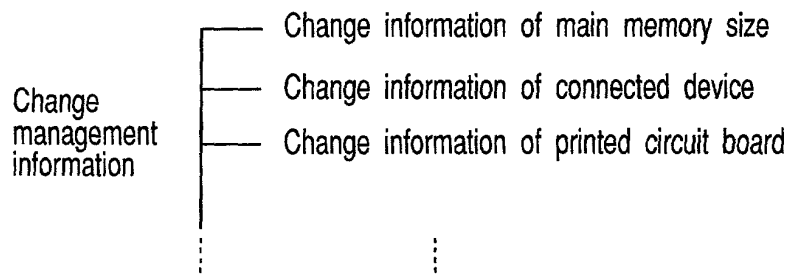 Change information of main memory size
Change information of connected device
Change
management
information
Change information of printed circuit board